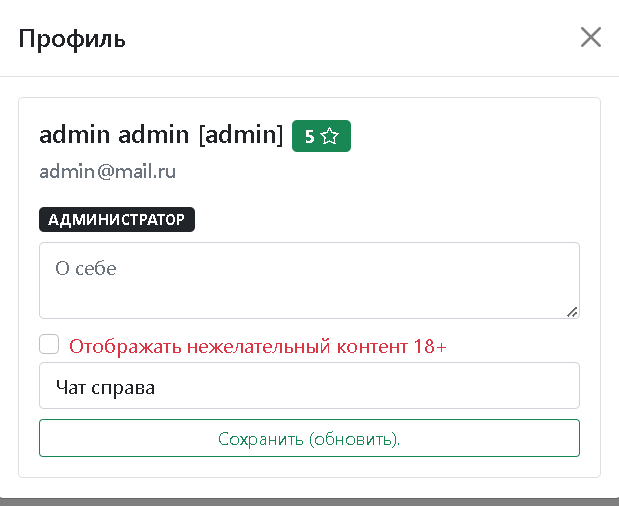 Профиль
admin admin [admin] 5
admin@mail.ru
АДМИНИСТРАТОР
О себе
Отображать нежелательный контент 18+
Чат справа
Сохранить (обновить).